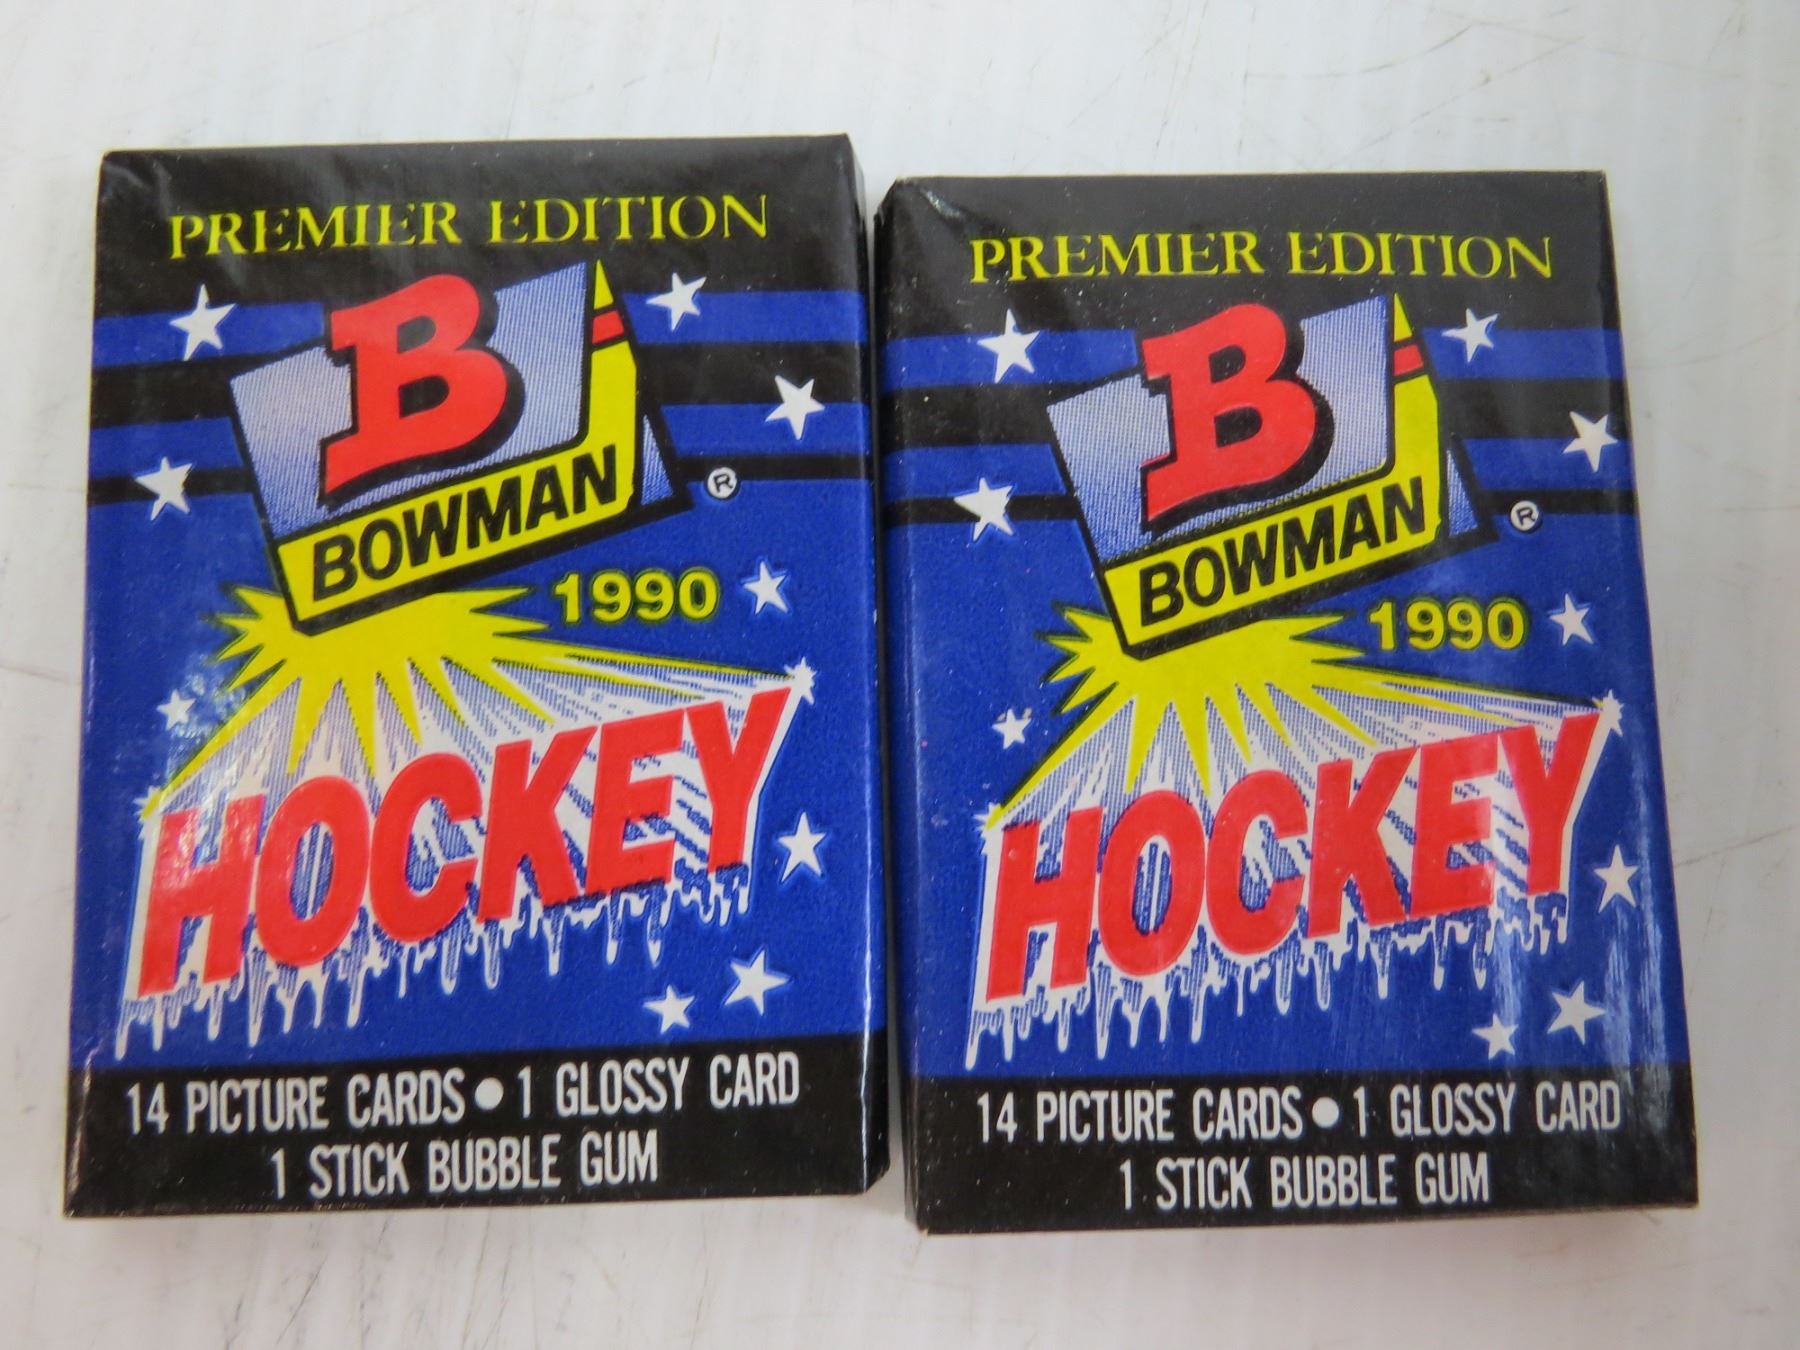 PREMIER EDITION
B
BOWMAN
®
1990
HOCKEY
14 PICTURE CARDS • 1 GLOSSY CARD
1 STICK BUBBLE GUM
PREMIER EDITION
B
BOWMAN
®
1990
HOCKEY
14 PICTURE CARDS • 1 GLOSSY CARD
1 STICK BUBBLE GUM